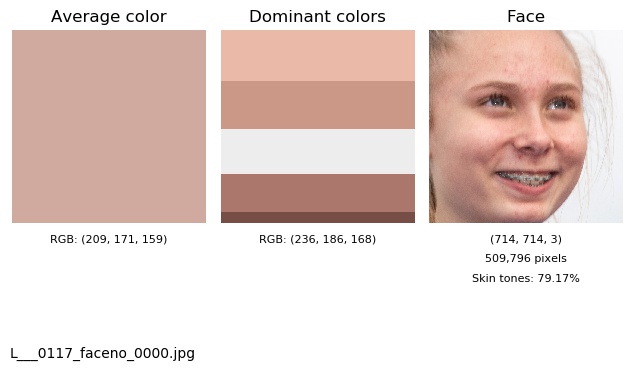 Average color
Dominant colors
Face
RGB: (209, 171, 159)
RGB: (236, 186, 168)
(714, 714, 3)
509,796 pixels
Skin tones: 79.17%
L___0117_faceno_0000.jpg